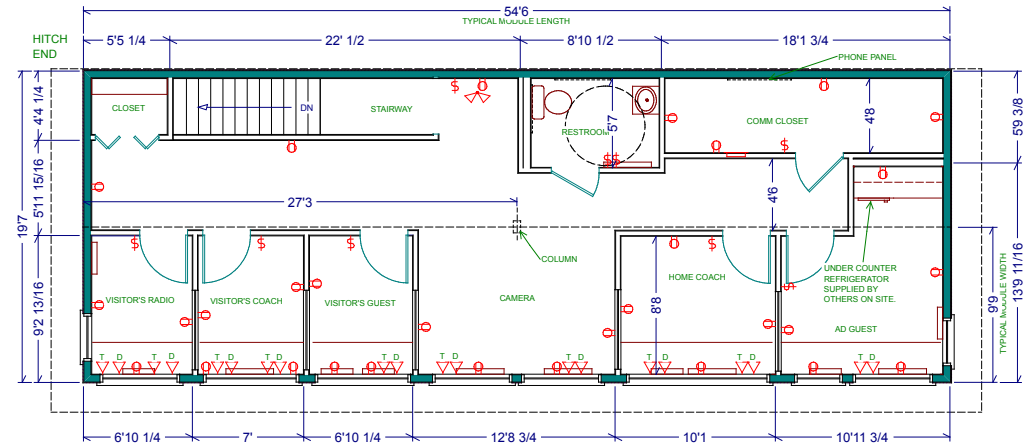 54'6
TYPICAL MODULE LENGTH
HITCH
END
5'5 1/4
22' 1/2
8'10 1/2
18'1 3/4
PHONE PANEL
CLOSET
DN
STAIRWAY
$
RESTROOM
5'7
$$
COMM CLOSET
$
4'8
4'4 1/4
5'9 3/8
5'11 15/16
19'7
27'3
4'6
COLUMN
UNDER COUNTER
REFRIGERATOR
SUPPLIED BY
OTHERS ON SITE.
$
$
$
$
$
VISITOR'S RADIO
VISITOR'S COACH
VISITOR'S GUEST
CAMERA
HOME COACH
AD GUEST
8'8
9'2 13/16
9'9
13'9 11/16
TYPICAL MODULE WIDTH
T D
T D
T D
T D
T D
T D
6'10 1/4
7'
6'10 1/4
12'8 3/4
10'1
10'11 3/4